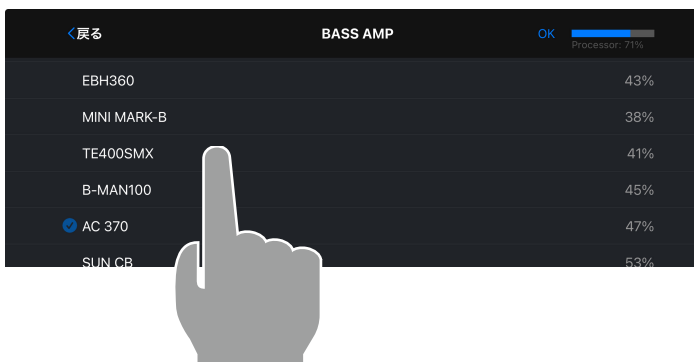 戻る BASS AMP OK
Processor: 71%
EBH360 43%
MINI MARK-B 38%
TE400SMX 41%
B-MAN100 45%
AC 370 47%
SUN CB 53%